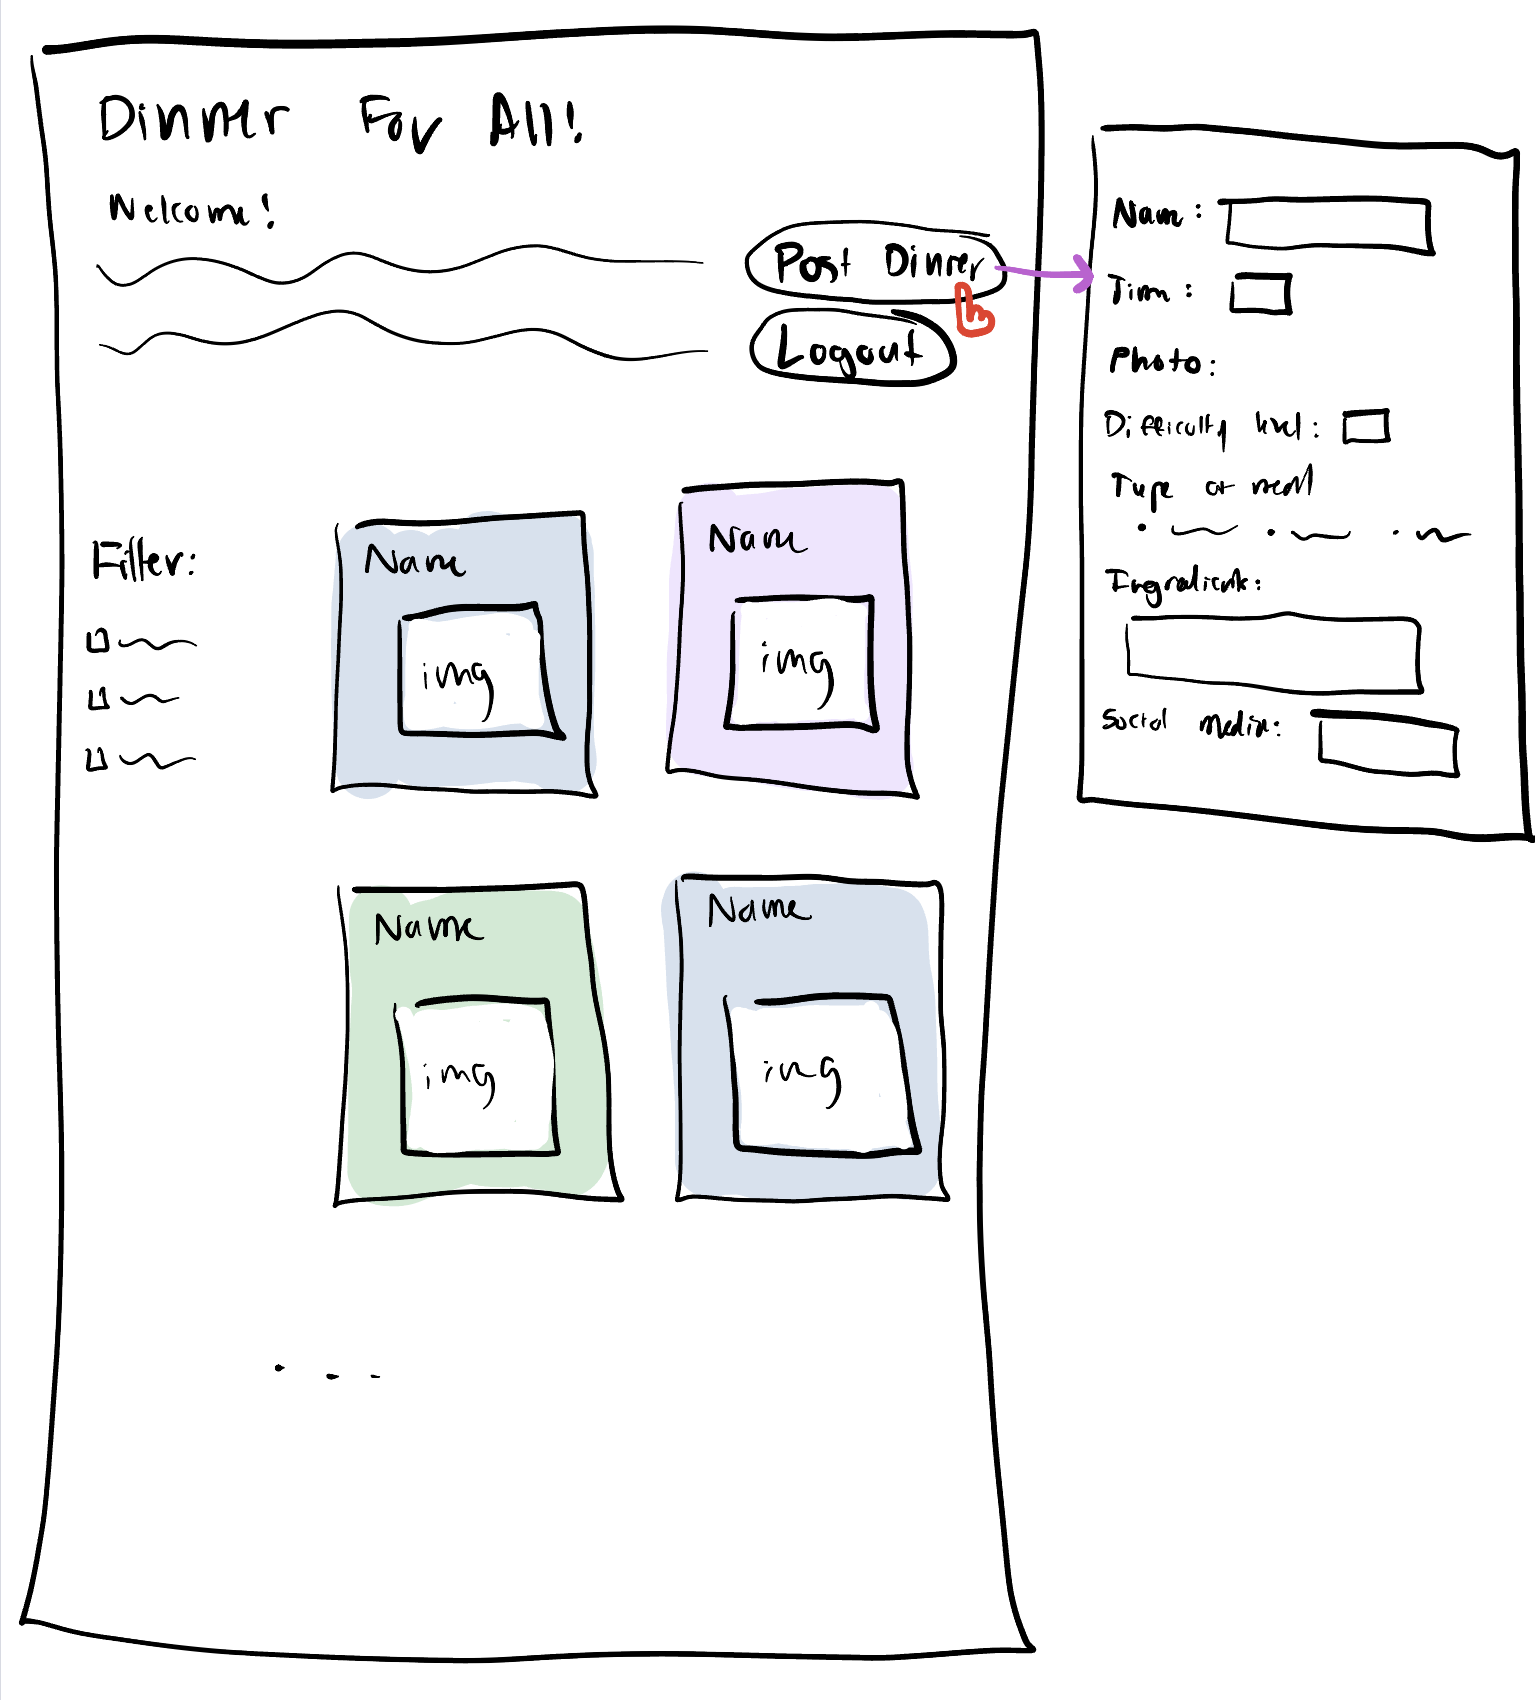 Dinner For All!
Welcome!
Post Dinner
Logout
Filter:
Name
img
Name
img
Name
img
Name
img
Name:
Time:
Photo:
Difficulty level:
Type of meal
Ingredients:
Social media: